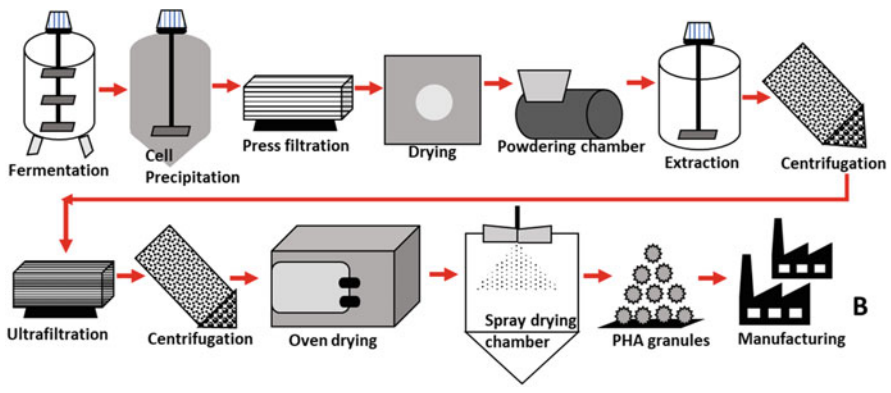 Fermentation
Cell
Precipitation
Press filtration
Drying
Powdering chamber
Extraction
Centrifugation
Ultrafiltration
Centrifugation
Oven drying
Spray drying
chamber
PHA granules
Manufacturing
B